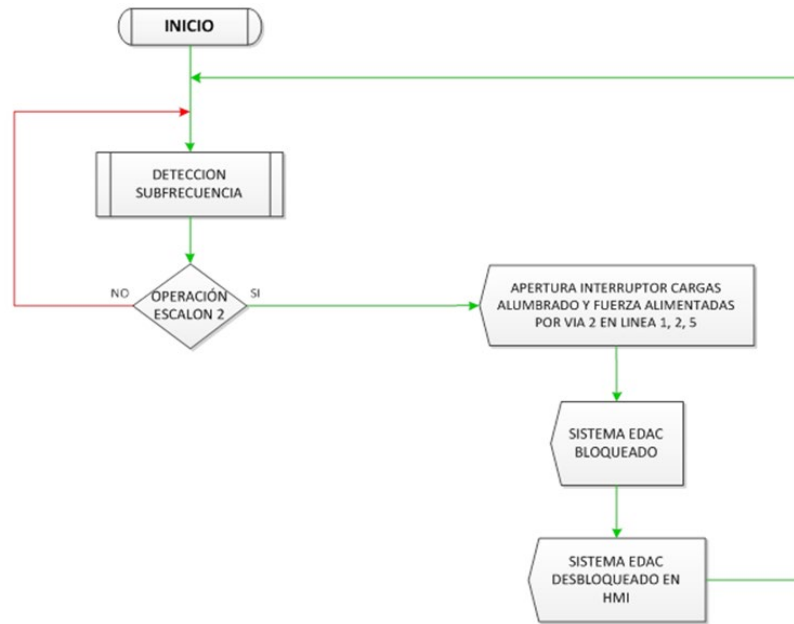 INICIO
DETECCION
SUBFRECUENCIA
NO
OPERACIÓN
ESCALON 2
SI
APERTURA INTERRUPTOR CARGAS
ALUMBRADO Y FUERZA ALIMENTADAS
POR VIA 2 EN LINEA 1, 2, 5
SISTEMA EDAC
BLOQUEADO
SISTEMA EDAC
DESBLOQUEADO EN
HMI